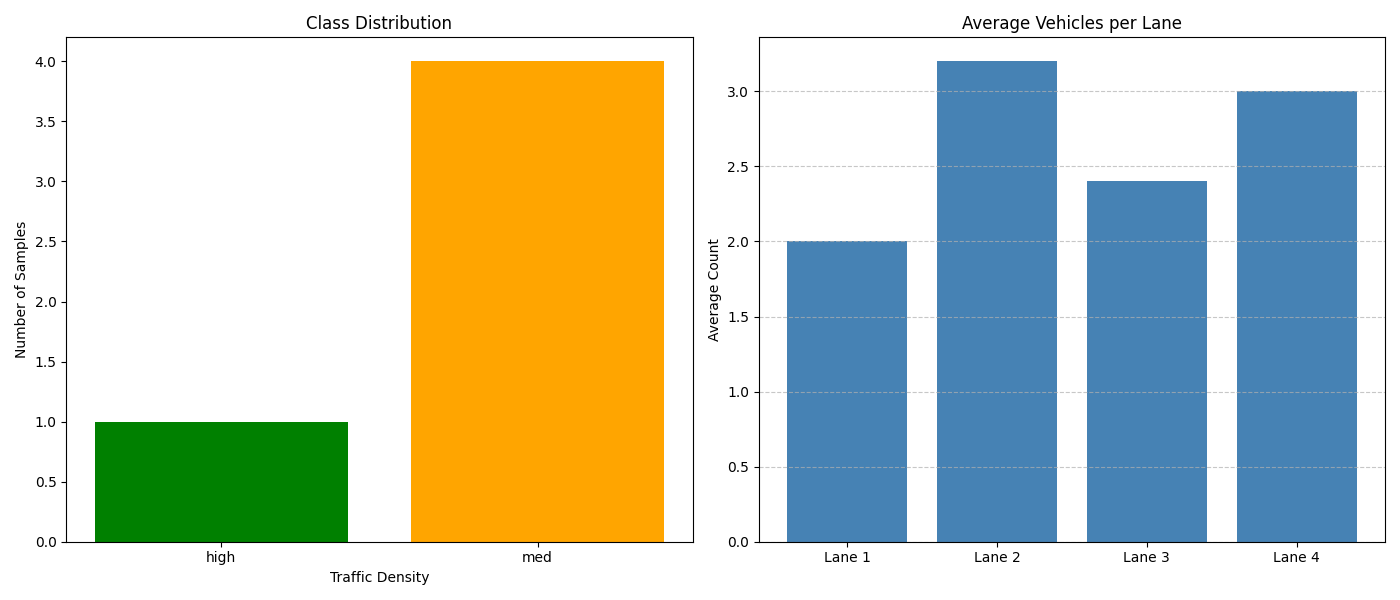 Class Distribution
4.0
3.5
3.0
2.5
2.0
1.5
1.0
0.5
0.0
Number of Samples
high med
Traffic Density
Average Vehicles per Lane
3.0
2.5
2.0
1.5
1.0
0.5
0.0
Average Count
Lane 1 Lane 2 Lane 3 Lane 4